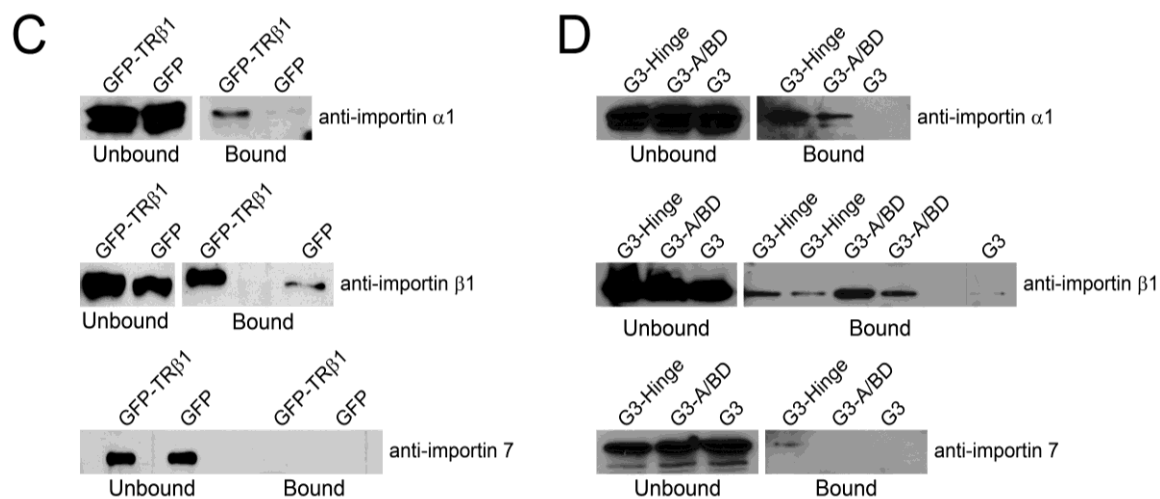 C
GFP-TRβ1 GFP GFP-TRβ1 GFP
anti-importin α1
Unbound Bound
GFP-TRβ1 GFP GFP-TRβ1 GFP
anti-importin β1
Unbound Bound
GFP-TRβ1 GFP GFP-TRβ1 GFP
anti-importin 7
Unbound Bound
D
G3-Hinge G3-A/BD G3 G3-Hinge G3-A/BD G3
anti-importin α1
Unbound Bound
G3-Hinge G3-A/BD G3 G3-Hinge G3-Hinge G3-A/BD G3-A/BD G3
anti-importin β1
Unbound Bound
G3-Hinge G3-A/BD G3 G3-Hinge G3-A/BD G3
anti-importin 7
Unbound Bound